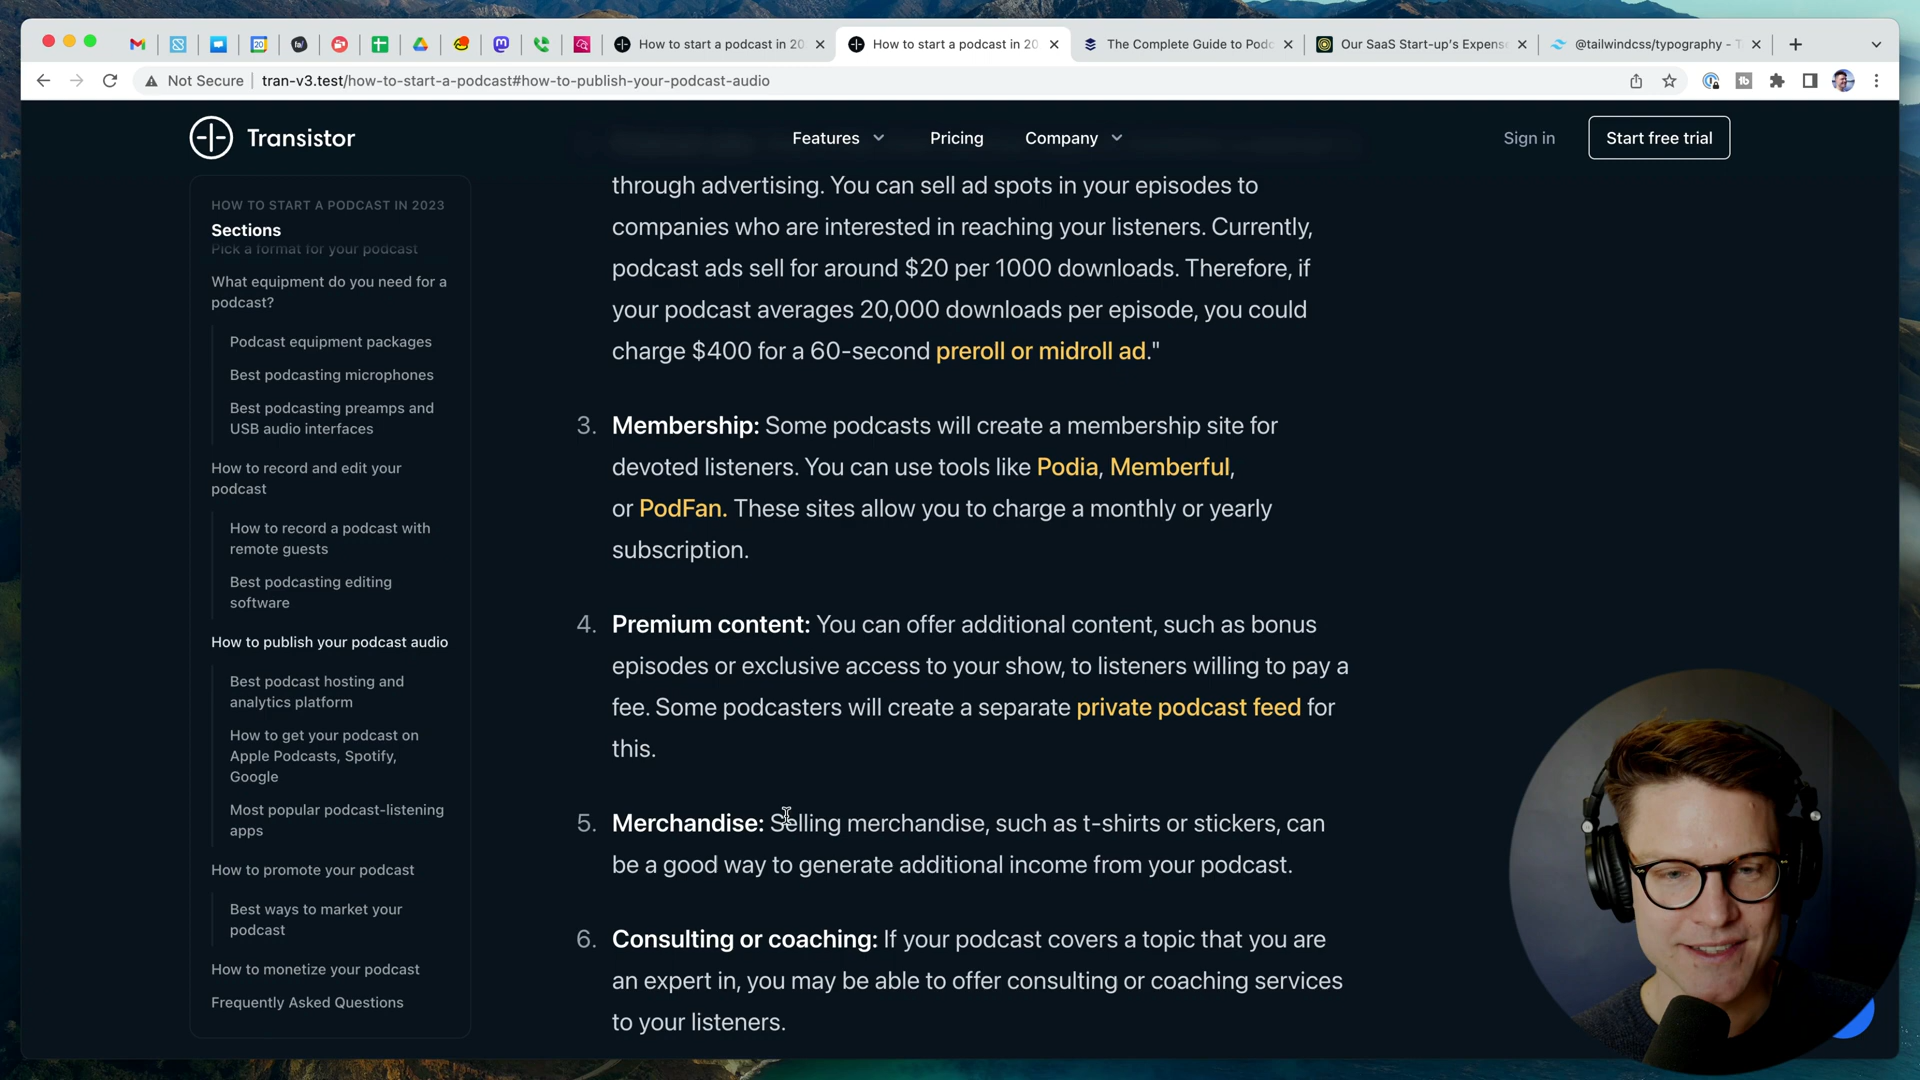 How to start a podcast in 20
How to start a podcast in 20
The Complete Guide to Podc
Our SaaS Start-up's Expens
@tailwindcss/typography - T
Not Secure
tran-v3.test/how-to-start-a-podcast#how-to-publish-your-podcast-audio
Transistor
Features
Pricing
Company
Sign in
Start free trial
HOW TO START A PODCAST IN 2023
Sections
Pick a format for your podcast
What equipment do you need for a
podcast?
Podcast equipment packages
Best podcasting microphones
Best podcasting preamps and
USB audio interfaces
How to record and edit your
podcast
How to record a podcast with
remote guests
Best podcasting editing
software
How to publish your podcast audio
Best podcast hosting and
analytics platform
How to get your podcast on
Apple Podcasts, Spotify,
Google
Most popular podcast-listening
apps
How to promote your podcast
Best ways to market your
podcast
How to monetize your podcast
Frequently Asked Questions
through advertising. You can sell ad spots in your episodes to
companies who are interested in reaching your listeners. Currently,
podcast ads sell for around $20 per 1000 downloads. Therefore, if
your podcast averages 20,000 downloads per episode, you could
charge $400 for a 60-second preroll or midroll ad."
3. Membership: Some podcasts will create a membership site for
devoted listeners. You can use tools like Podia, Memberful,
or PodFan. These sites allow you to charge a monthly or yearly
subscription.
4. Premium content: You can offer additional content, such as bonus
episodes or exclusive access to your show, to listeners willing to pay a
fee. Some podcasters will create a separate private podcast feed for
this.
5. Merchandise: Selling merchandise, such as t-shirts or stickers, can
be a good way to generate additional income from your podcast.
6. Consulting or coaching: If your podcast covers a topic that you are
an expert in, you may be able to offer consulting or coaching services
to your listeners.